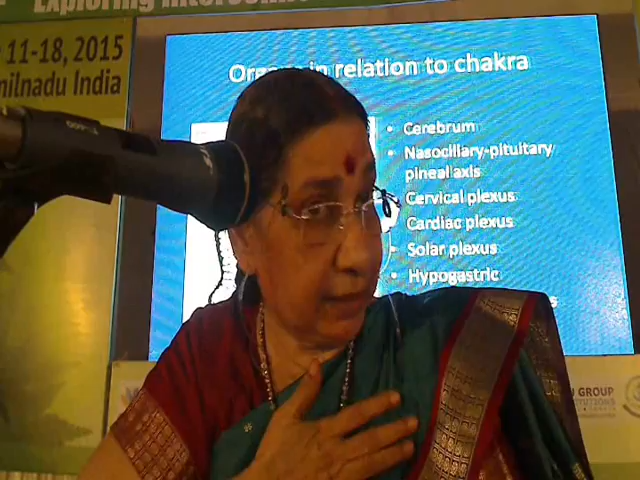 Exploring
11-18, 2015
milnadu India
in relation to chakra
• Cerebrum
• Nasociliary-pituitary
pineal axis
Cervical plexus
Cardiac plexus
• Solar plexus
• Hypogastric
GROUP